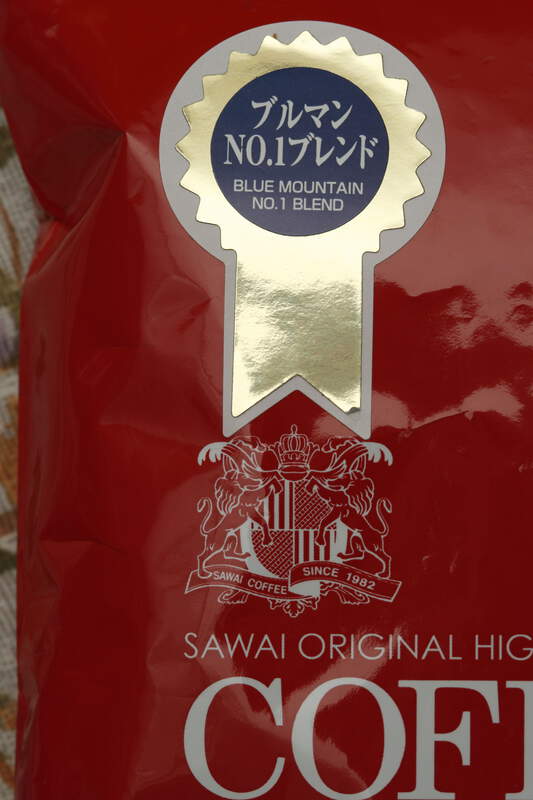 ブルマン
NO.1ブレンド
BLUE MOUNTAIN
NO.1 BLEND
SAWAI COFFEE SINCE 1982
SAWAI ORIGINAL HIG
COF